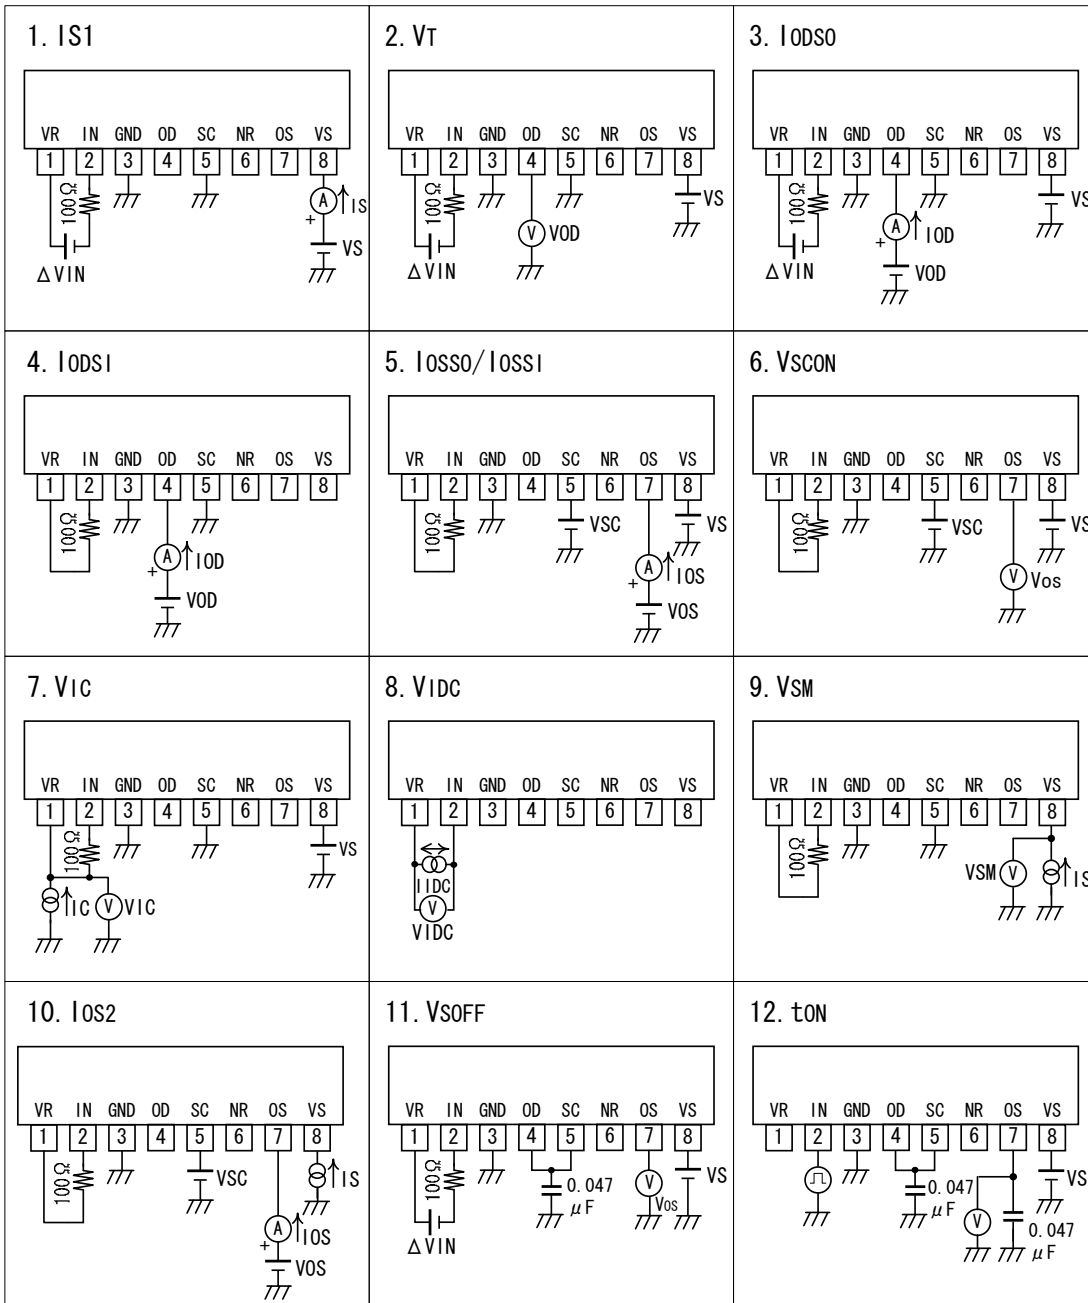 1. IS1
VR IN GND OD SC NR OS VS
1 2 3 4 5 6 7 8
100Ω
A
IS
+
VS
ΔVIN
2. VT
VR IN GND OD SC NR OS VS
1 2 3 4 5 6 7 8
100Ω
VS
V VOD
ΔVIN
3. IODSO
VR IN GND OD SC NR OS VS
1 2 3 4 5 6 7 8
100Ω
VS
A
IOD
+
VOD
ΔVIN
4. IODSI
VR IN GND OD SC NR OS VS
1 2 3 4 5 6 7 8
100Ω
A
IOD
+
VOD
5. IOSSO/IOSSI
VR IN GND OD SC NR OS VS
1 2 3 4 5 6 7 8
100Ω
VSC
VS
A
IOS
+
VOS
6. VSCON
VR IN GND OD SC NR OS VS
1 2 3 4 5 6 7 8
100Ω
VSC
VS
V Vos
7. VIC
VR IN GND OD SC NR OS VS
1 2 3 4 5 6 7 8
100Ω
VS
IC
V VIC
8. VIDC
VR IN GND OD SC NR OS VS
1 2 3 4 5 6 7 8
IIDC
V
VIDC
9. VSM
VR IN GND OD SC NR OS VS
1 2 3 4 5 6 7 8
100Ω
VSM V
IS
10. IOS2
VR IN GND OD SC NR OS VS
1 2 3 4 5 6 7 8
100Ω
VSC
IS
A
IOS
+
VOS
11. VSOFF
VR IN GND OD SC NR OS VS
1 2 3 4 5 6 7 8
100Ω
0.047
μF
V
Vos
VS
ΔVIN
12. tON
VR IN GND OD SC NR OS VS
1 2 3 4 5 6 7 8
0.047
μF
VS
V
0.047
μF